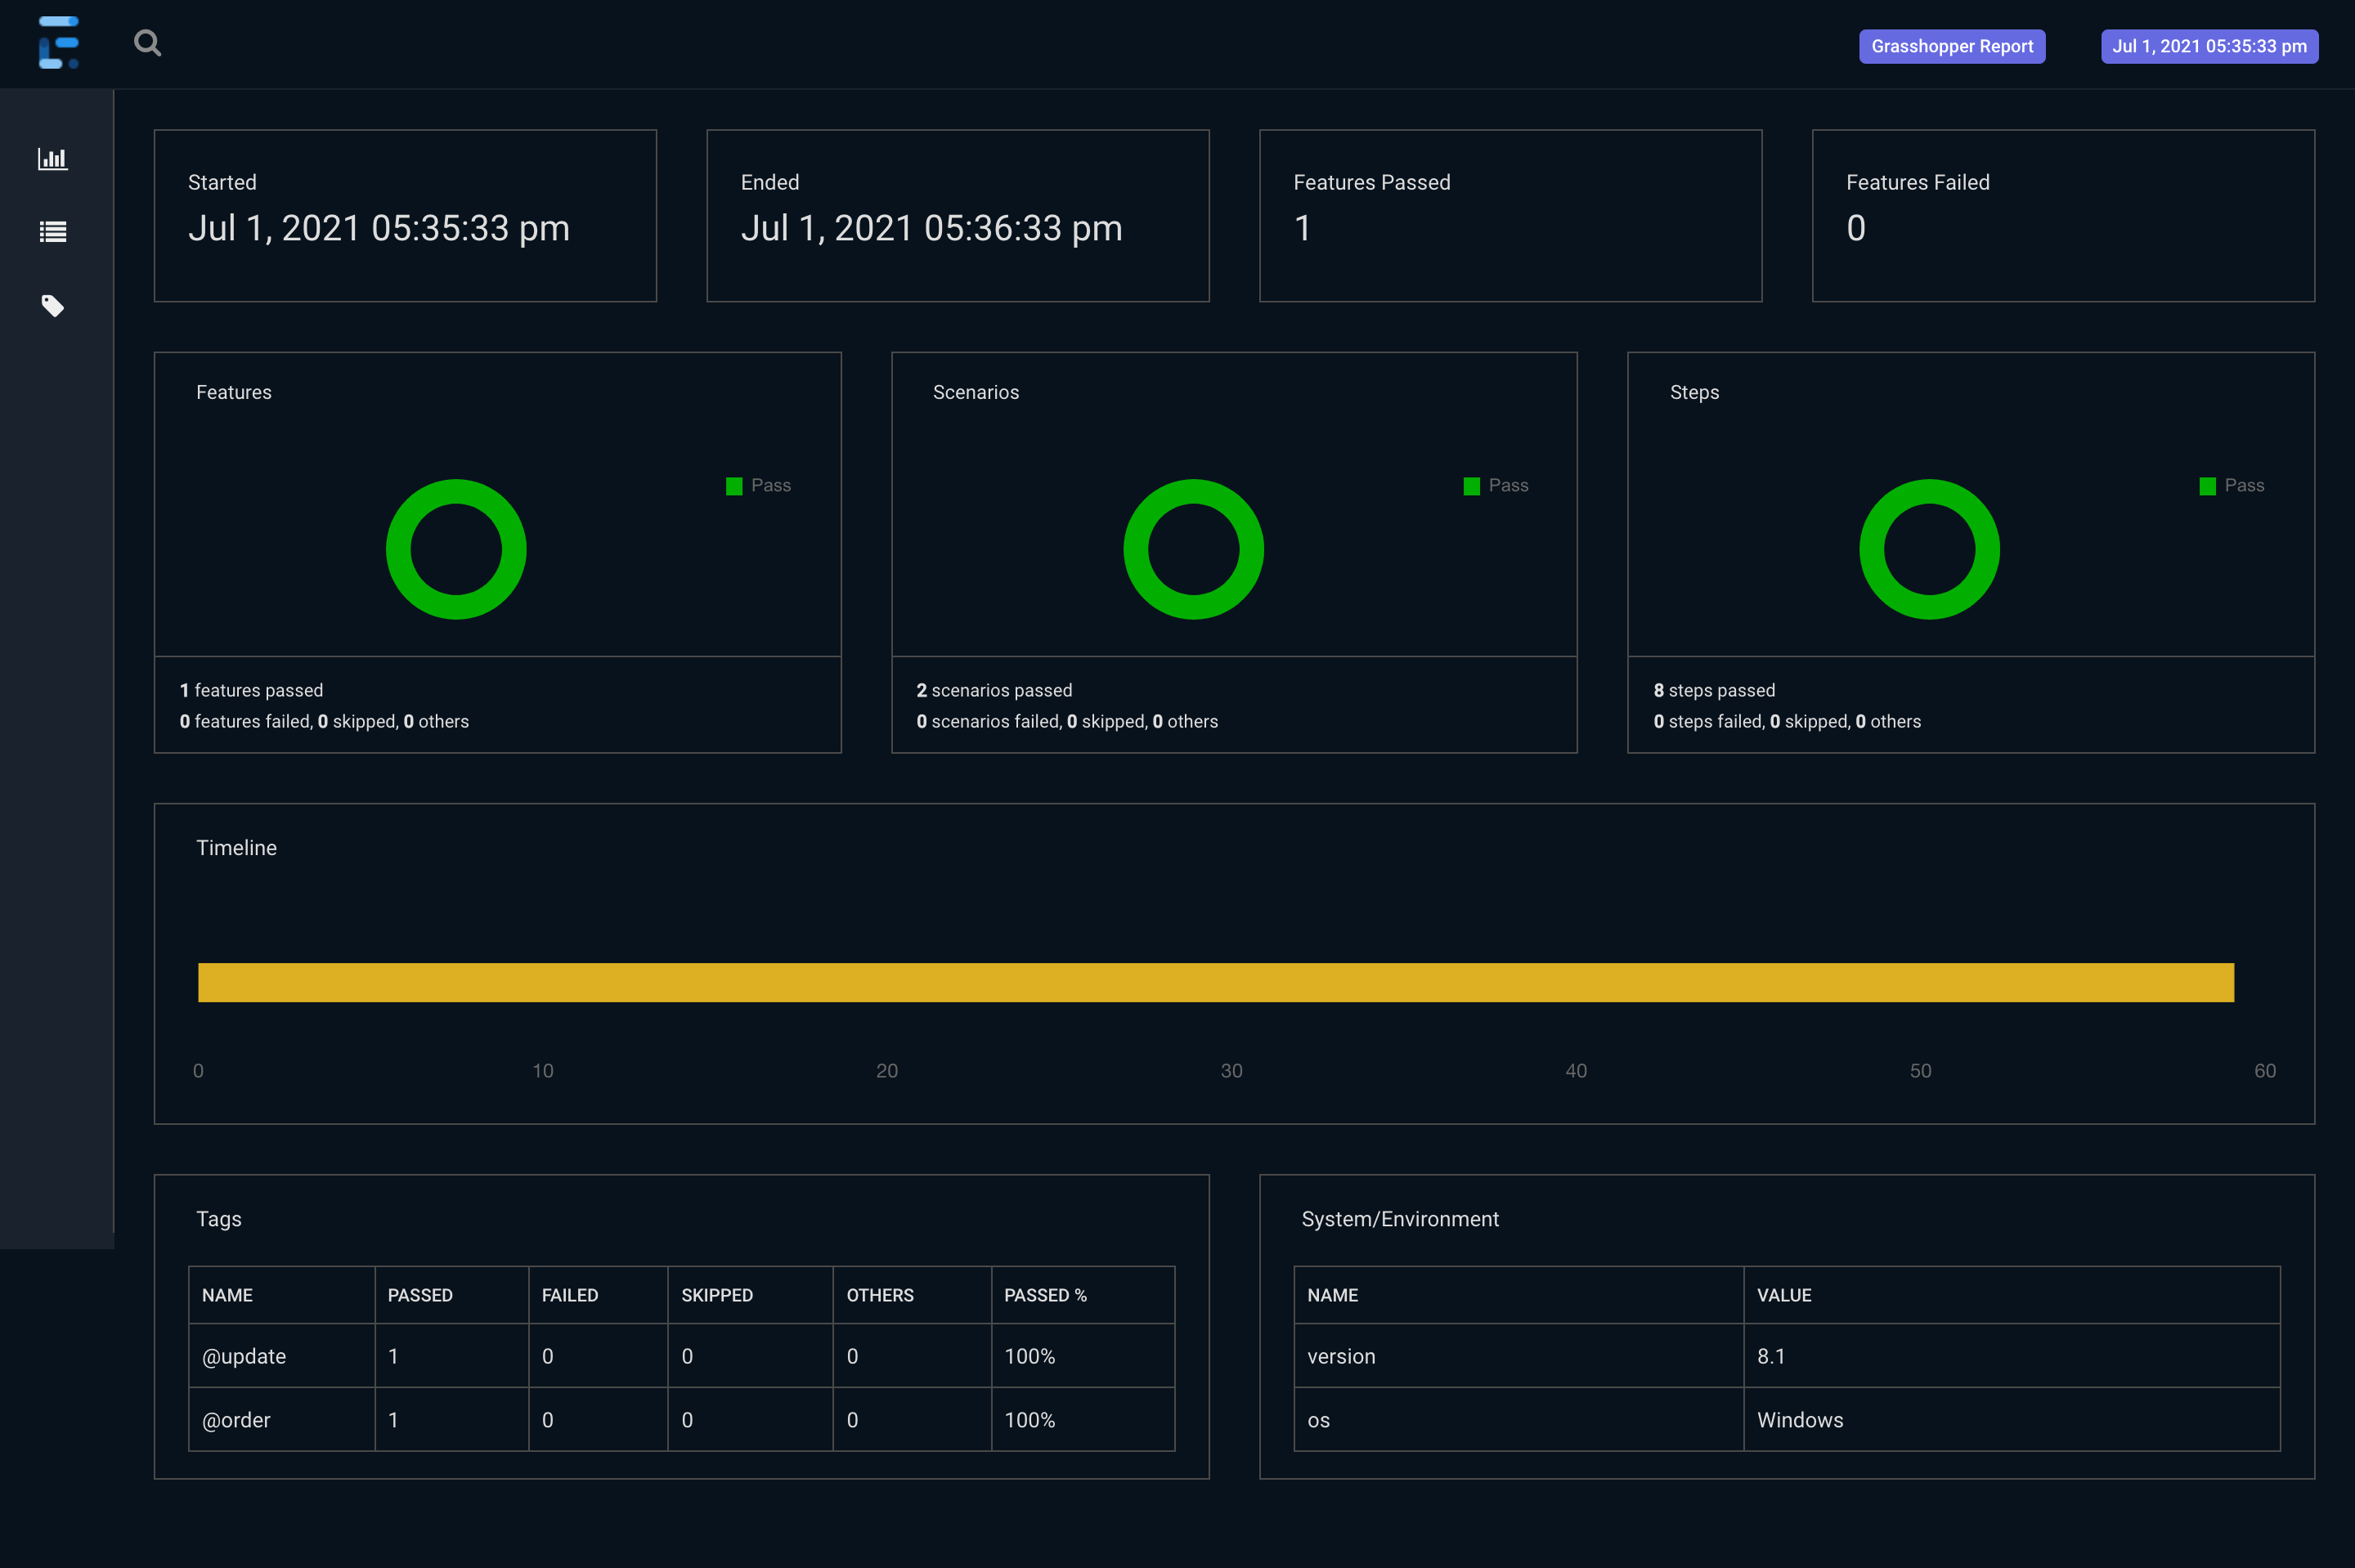 Grasshopper Report
Jul 1, 2021 05:35:33 pm
Started
Jul 1, 2021 05:35:33 pm
Ended
Jul 1, 2021 05:36:33 pm
Features Passed
1
Features Failed
0
Features
Pass
1 features passed
0 features failed, 0 skipped, 0 others
Scenarios
Pass
2 scenarios passed
0 scenarios failed, 0 skipped, 0 others
Steps
Pass
8 steps passed
0 steps failed, 0 skipped, 0 others
Timeline
0 10 20 30 40 50 60
Tags
NAME PASSED FAILED SKIPPED OTHERS PASSED %
@update 1 0 0 0 100%
@order 1 0 0 0 100%
System/Environment
NAME VALUE
version 8.1
os Windows